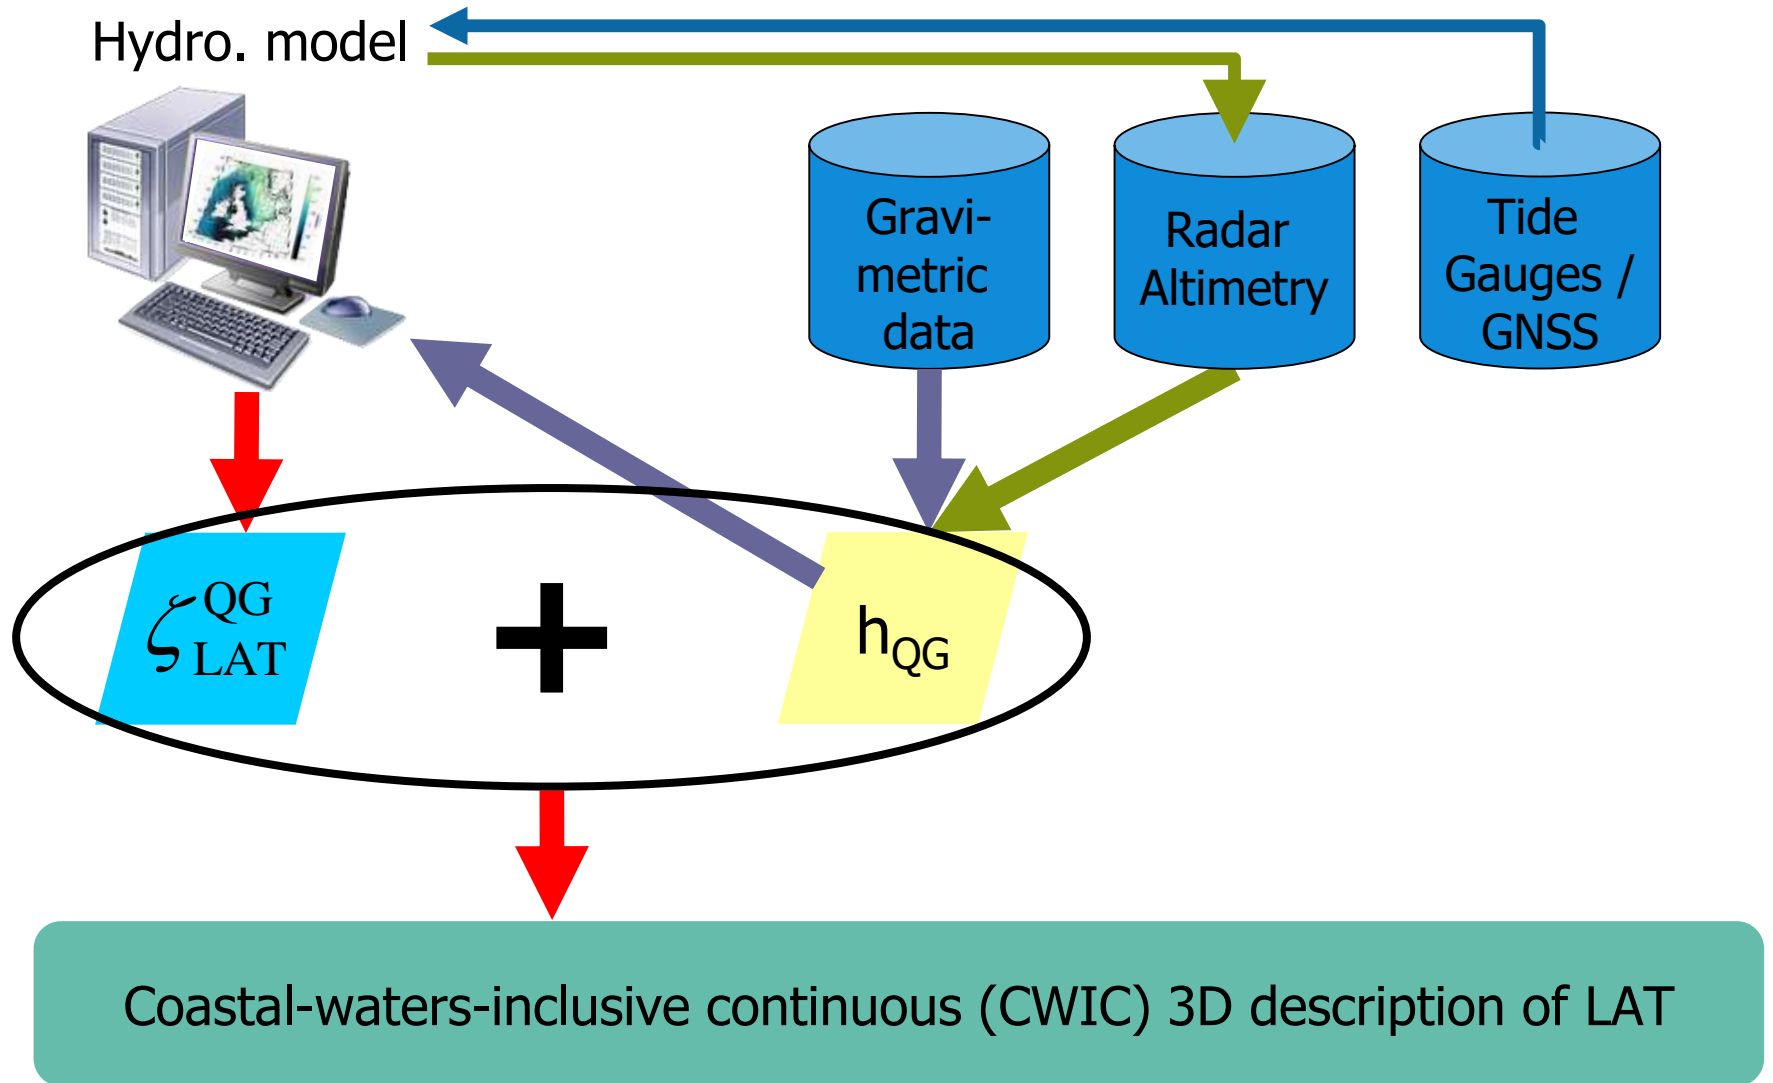 Hydro. model
Gravi-
metric
data
Radar
Altimetry
Tide
Gauges /
GNSS
ζ QG LAT
hQG
Coastal-waters-inclusive continuous (CWIC) 3D description of LAT